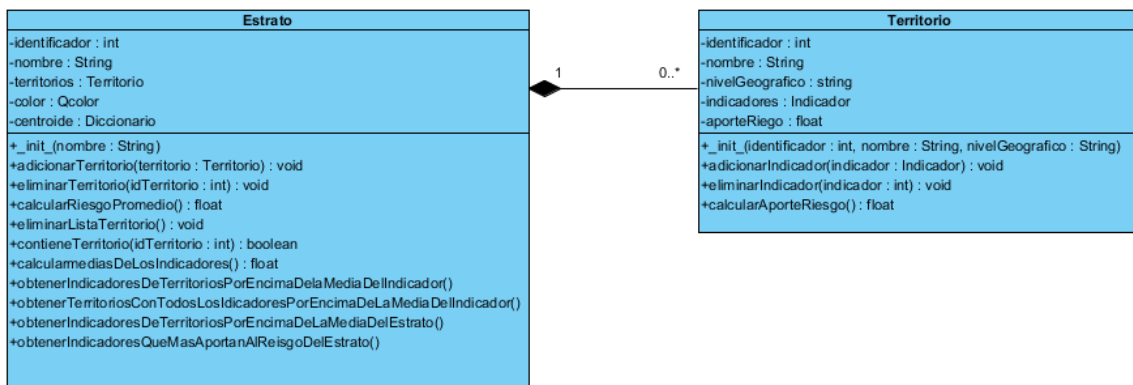 Estrato
-identificador : int
-nombre : String
-territorios : Territorio
-color : Qcolor
-centroide : Diccionario
+_init_(nombre : String)
+adicionarTerritorio(territorio : Territorio) : void
+eliminarTerritorio(idTerritorio : int) : void
+calcularRiesgoPromedio() : float
+eliminarListaTerritorio() : void
+contieneTerritorio(idTerritorio : int) : boolean
+calcularmediasDeLosIndicadores() : float
+obtenerIndicadoresDeTerritoriosPorEncimaDelaMediaDelIndicador()
+obtenerTerritoriosConTodosLosIdicadoresPorEncimaDeLaMediaDelIndicador()
+obtenerIndicadoresDeTerritoriosPorEncimaDeLaMediaDelEstrato()
+obtenerIndicadoresQueMasAportanAlReisgoDelEstrato()
1
0..*
Territorio
-identificador : int
-nombre : String
-nivelGeografico : string
-indicadores : Indicador
-aporteRiego : float
+_init_(identificador : int, nombre : String, nivelGeografico : String)
+adicionarIndicador(indicador : Indicador) : void
+eliminarIndicador(indicador : int) : void
+calcularAporteRiesgo() : float